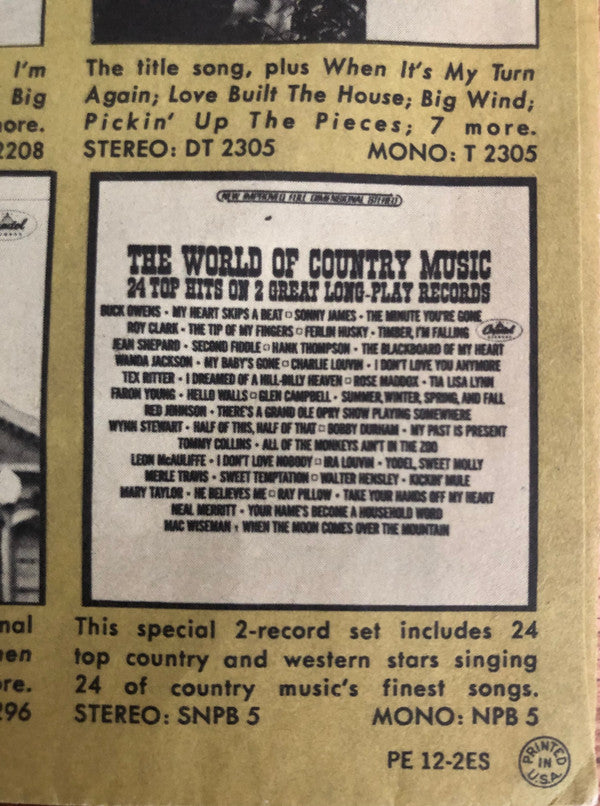 I'm
Big
ore.
2208
The title song, plus When It's My Turn
Again; Love Built The House; Big Wind;
Pickin' Up The Pieces; 7 more.
STEREO: DT 2305 MONO: T 2305
Capitol
NEW IMPROVED FULL DIMENSIONAL STEREO
THE WORLD OF COUNTRY MUSIC
24 TOP HITS ON 2 GREAT LONG-PLAY RECORDS
BUCK OWENS • MY HEART SKIPS A BEAT □ SONNY JAMES • THE MINUTE YOU'RE GONE
ROY CLARK • THE TIP OF MY FINGERS □ FERLIN HUSKY • TIMBER, I'M FALLING
Capitol
JEAN SHEPARD • SECOND FIDDLE □ HANK THOMPSON • THE BLACKBOARD OF MY HEART
WANDA JACKSON • MY BABY'S GONE □ CHARLIE LOUVIN • I DON'T LOVE YOU ANYMORE
TEX RITTER • I DREAMED OF A HILL-BILLY HEAVEN □ ROSE MADDOX • TIA LISA LYNN
FARON YOUNG • HELLO WALLS □ GLEN CAMPBELL • SUMMER, WINTER, SPRING, AND FALL
RED JOHNSON • THERE'S A GRAND OLE OPRY SHOW PLAYING SOMEWHERE
WYNN STEWART • HALF OF THIS, HALF OF THAT □ BOBBY DURHAM • MY PAST IS PRESENT
TOMMY COLLINS • ALL OF THE MONKEYS AIN'T IN THE ZOO
LEON McAULIFFE • I DON'T LOVE NOBODY □ IRA LOUVIN • YODEL, SWEET MOLLY
MERLE TRAVIS • SWEET TEMPTATION □ WALTER HENSLEY • KICKIN' MULE
MARY TAYLOR • HE BELIEVES ME □ RAY PILLOW • TAKE YOUR HANDS OFF MY HEART
NEAL MERRITT • YOUR NAME'S BECOME A HOUSEHOLD WORD
MAC WISEMAN • WHEN THE MOON COMES OVER THE MOUNTAIN
nal
en
re.
296
This special 2-record set includes 24
top country and western stars singing
24 of country music's finest songs.
STEREO: SNPB 5 MONO: NPB 5
PE 12-2ES
PRINTED IN U.S.A.